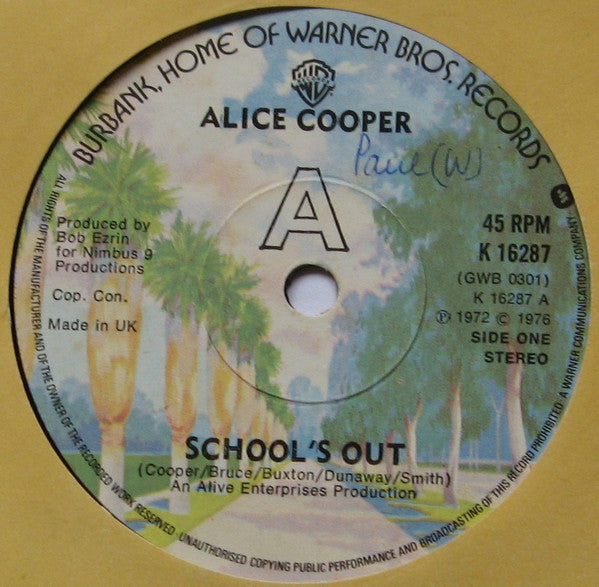 BURBANK, HOME OF WARNER BROS. RECORDS
ALICE COOPER
Paul (W)
A
Produced by
Bob Ezrin
for Nimbus 9
Productions
Cop. Con.
Made in UK
45 RPM
K 16287
(GWB 0301)
K 16287 A
Ⓟ 1972 © 1976
SIDE ONE
STEREO
SCHOOL'S OUT
(Cooper/Bruce/Buxton/Dunaway/Smith)
An Alive Enterprises Production
ALL RIGHTS OF THE MANUFACTURER AND OF THE OWNER OF THE RECORDED WORK RESERVED · UNAUTHORISED COPYING PUBLIC PERFORMANCE AND BROADCASTING OF THIS RECORD PROHIBITED. A WARNER COMMUNICATIONS COMPANY